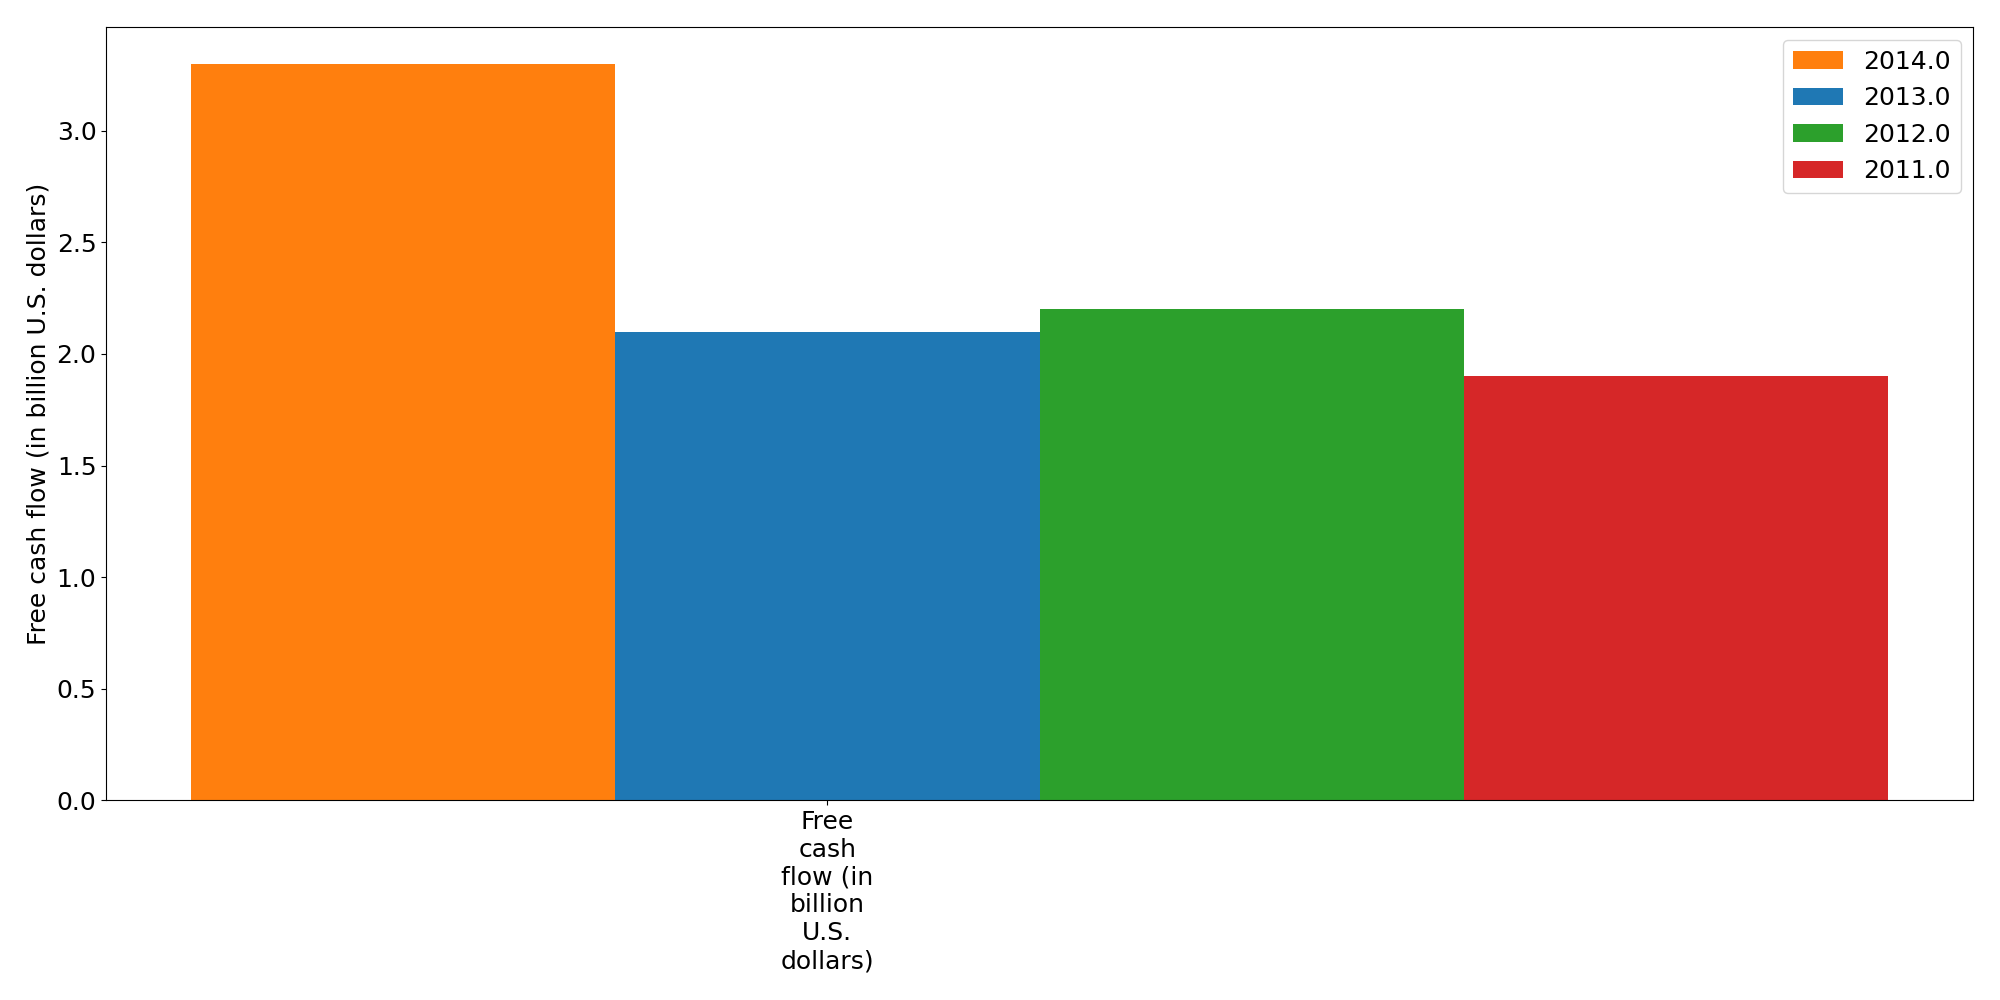 Free cash flow (in billion U.S. dollars)
3.0
2.5
2.0
1.5
1.0
0.5
0.0
2014.0
2013.0
2012.0
2011.0
Free
cash
flow (in
billion
U.S.
dollars)